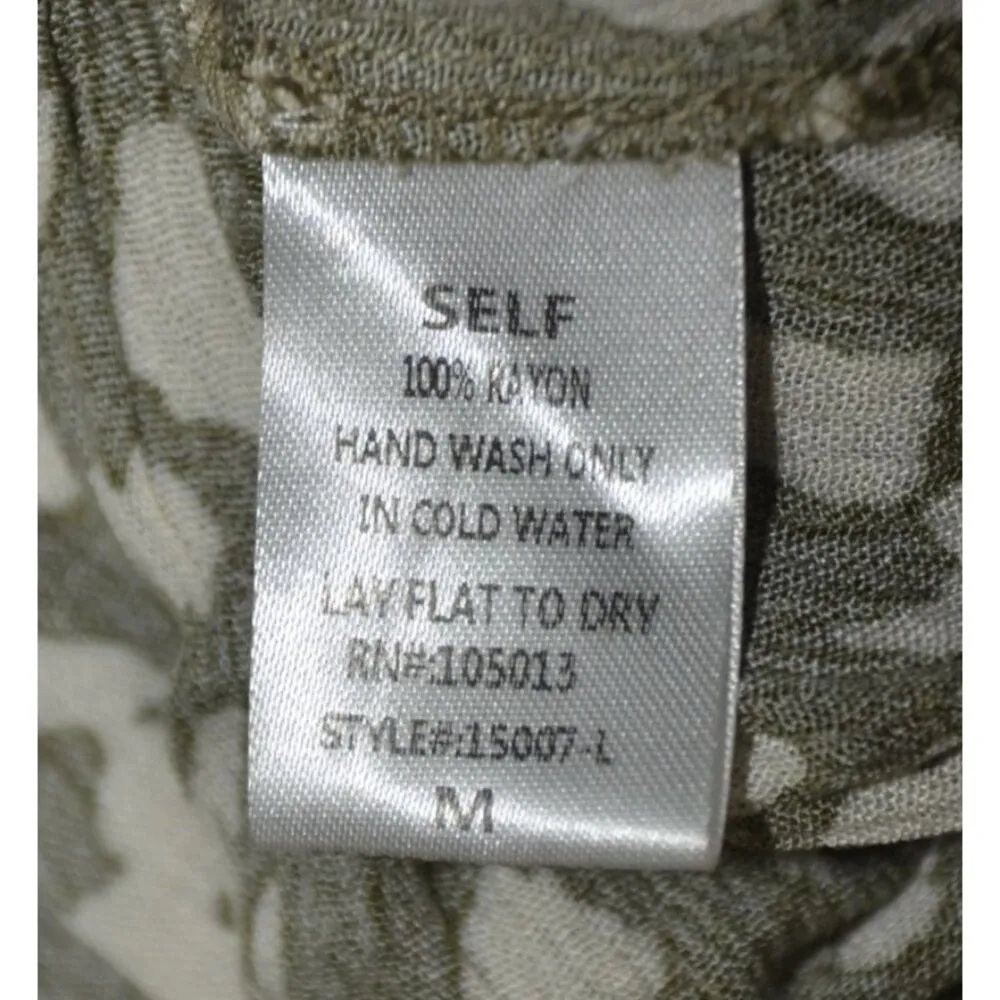 SELF
100% RAYON
HAND WASH ONLY
IN COLD WATER
LAY FLAT TO DRY
RN#:105013
STYLE#:15007-L
M